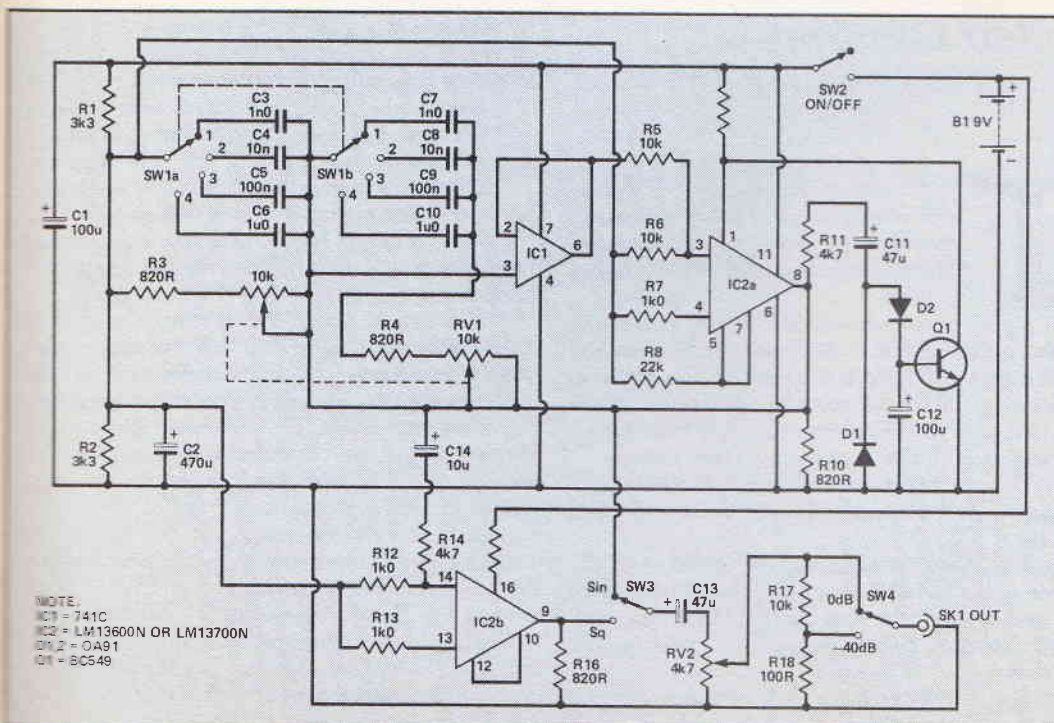 R1
3k3
C3
1n0
C4
10n
C5
100n
C6
1u0
1
2
3
4
SW1a
C7
1n0
C8
10n
C9
100n
C10
1u0
1
2
3
4
SW1b
SW2
ON/OFF
+
B1 9V
−
+
C1
100u
R3
820R
10k
R4
820R
RV1
10k
2
3
IC1
7
6
4
R5
10k
R6
10k
R7
1k0
R8
22k
3
4
IC2a
1
11
8
5
7
6
R11
4k7
+
C11
47u
D2
Q1
+
C12
100u
D1
R10
820R
R2
3k3
+
C2
470u
+
C14
10u
R14
4k7
R12
1k0
R13
1k0
14
13
IC2b
16
9
10
12
R16
820R
Sin
SW3
Sq
C13
47u
+
RV2
4k7
R17
10k
0dB
SW4
SK1 OUT
−40dB
R18
100R
NOTE:
IC1 = 741C
IC2 = LM13600N OR LM13700N
D1,2 = OA91
Q1 = BC549